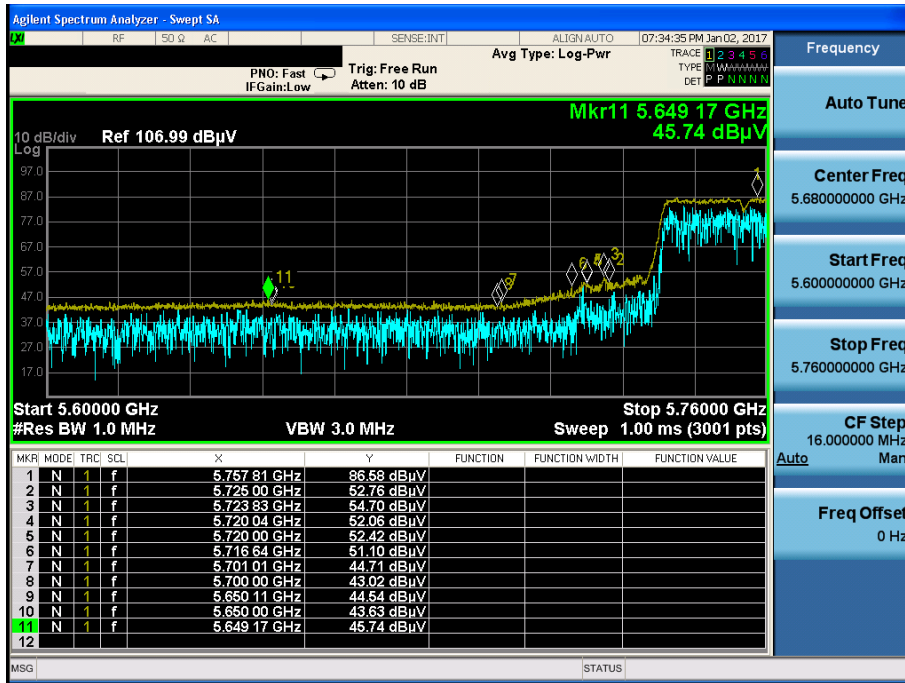 Agilent Spectrum Analyzer - Swept SA
LXI RF 50 Ω AC SENSE:INT ALIGN AUTO 07:34:35 PM Jan 02, 2017
Frequency
Avg Type: Log-Pwr
TRACE 1 2 3 4 5 6
PNO: Fast Trig: Free Run
TYPE M W W W W W
IFGain:Low Atten: 10 dB
DET P P N N N N
Auto Tune
Mkr11 5.649 17 GHz
45.74 dBµV
10 dB/div Ref 106.99 dBµV
Log
97.0
87.0
77.0
67.0
57.0
47.0
37.0
27.0
17.0
1
11
6
3
2
7
Center Freq
5.680000000 GHz
Start Freq
5.600000000 GHz
Stop Freq
5.760000000 GHz
Start 5.60000 GHz Stop 5.76000 GHz
#Res BW 1.0 MHz VBW 3.0 MHz Sweep 1.00 ms (3001 pts)
CF Step
16.000000 MHz
Auto Man
Freq Offset
0 Hz
MKR MODE TRC SCL X Y FUNCTION FUNCTION WIDTH FUNCTION VALUE
1 N 1 f 5.757 81 GHz 86.58 dBµV
2 N 1 f 5.725 00 GHz 52.76 dBµV
3 N 1 f 5.723 83 GHz 54.70 dBµV
4 N 1 f 5.720 04 GHz 52.06 dBµV
5 N 1 f 5.720 00 GHz 52.42 dBµV
6 N 1 f 5.716 64 GHz 51.10 dBµV
7 N 1 f 5.701 01 GHz 44.71 dBµV
8 N 1 f 5.700 00 GHz 43.02 dBµV
9 N 1 f 5.650 11 GHz 44.54 dBµV
10 N 1 f 5.650 00 GHz 43.63 dBµV
11 N 1 f 5.649 17 GHz 45.74 dBµV
12
MSG STATUS